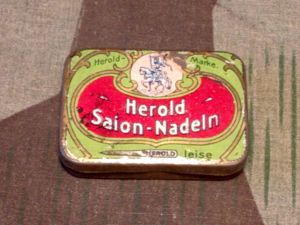 Herold-
Marke.
Herold
Salon-Nadeln
HEROLD leise